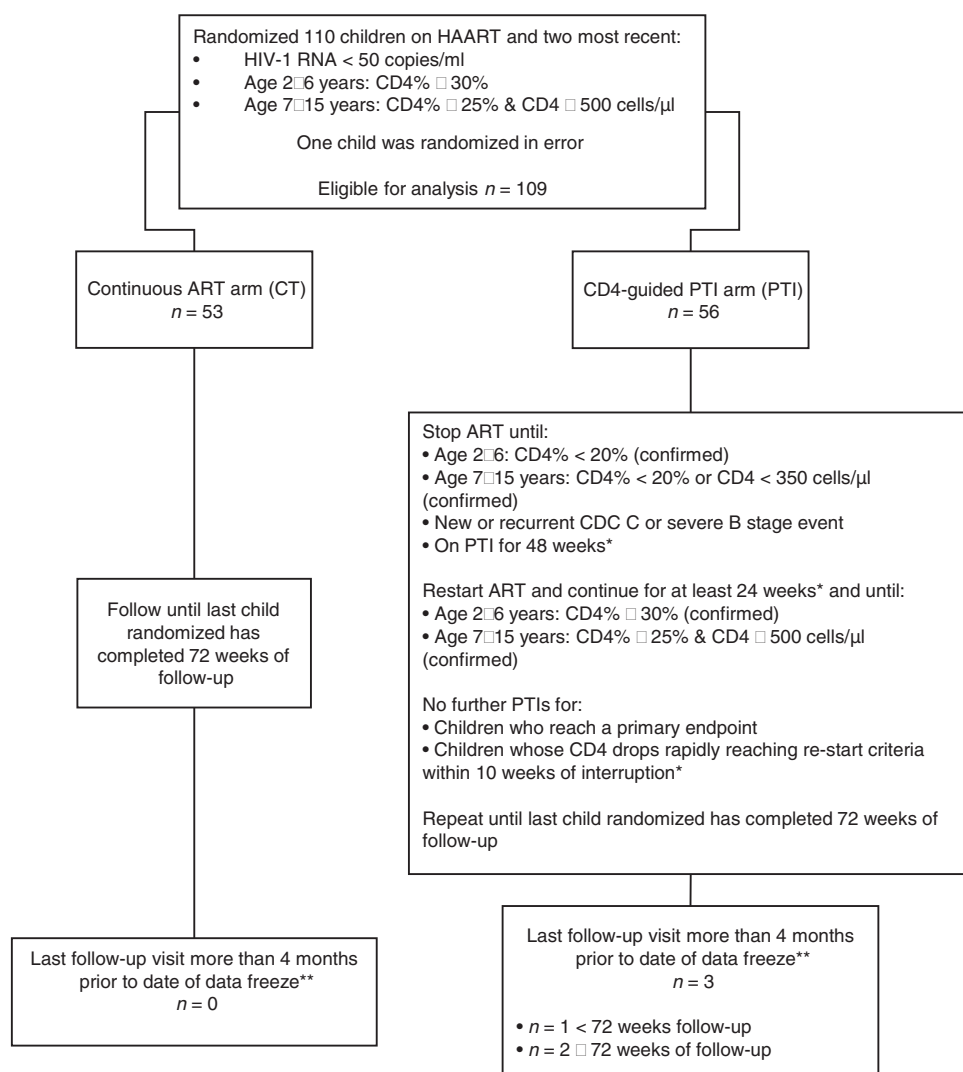 Randomized 110 children on HAART and two most recent:
• HIV-1 RNA < 50 copies/ml
• Age 2□6 years: CD4% □ 30%
• Age 7□15 years: CD4% □ 25% & CD4 □ 500 cells/µl
One child was randomized in error
Eligible for analysis n = 109
Continuous ART arm (CT)
n = 53
CD4-guided PTI arm (PTI)
n = 56
Stop ART until:
• Age 2□6: CD4% < 20% (confirmed)
• Age 7□15 years: CD4% < 20% or CD4 < 350 cells/µl
(confirmed)
• New or recurrent CDC C or severe B stage event
• On PTI for 48 weeks*
Restart ART and continue for at least 24 weeks* and until:
• Age 2□6 years: CD4% □ 30% (confirmed)
• Age 7□15 years: CD4% □ 25% & CD4 □ 500 cells/µl
(confirmed)
No further PTIs for:
• Children who reach a primary endpoint
• Children whose CD4 drops rapidly reaching re-start criteria
within 10 weeks of interruption*
Repeat until last child randomized has completed 72 weeks of
follow-up
Follow until last child
randomized has
completed 72 weeks of
follow-up
Last follow-up visit more than 4 months
prior to date of data freeze**
n = 0
Last follow-up visit more than 4 months
prior to date of data freeze**
n = 3
• n = 1 < 72 weeks follow-up
• n = 2 □ 72 weeks of follow-up